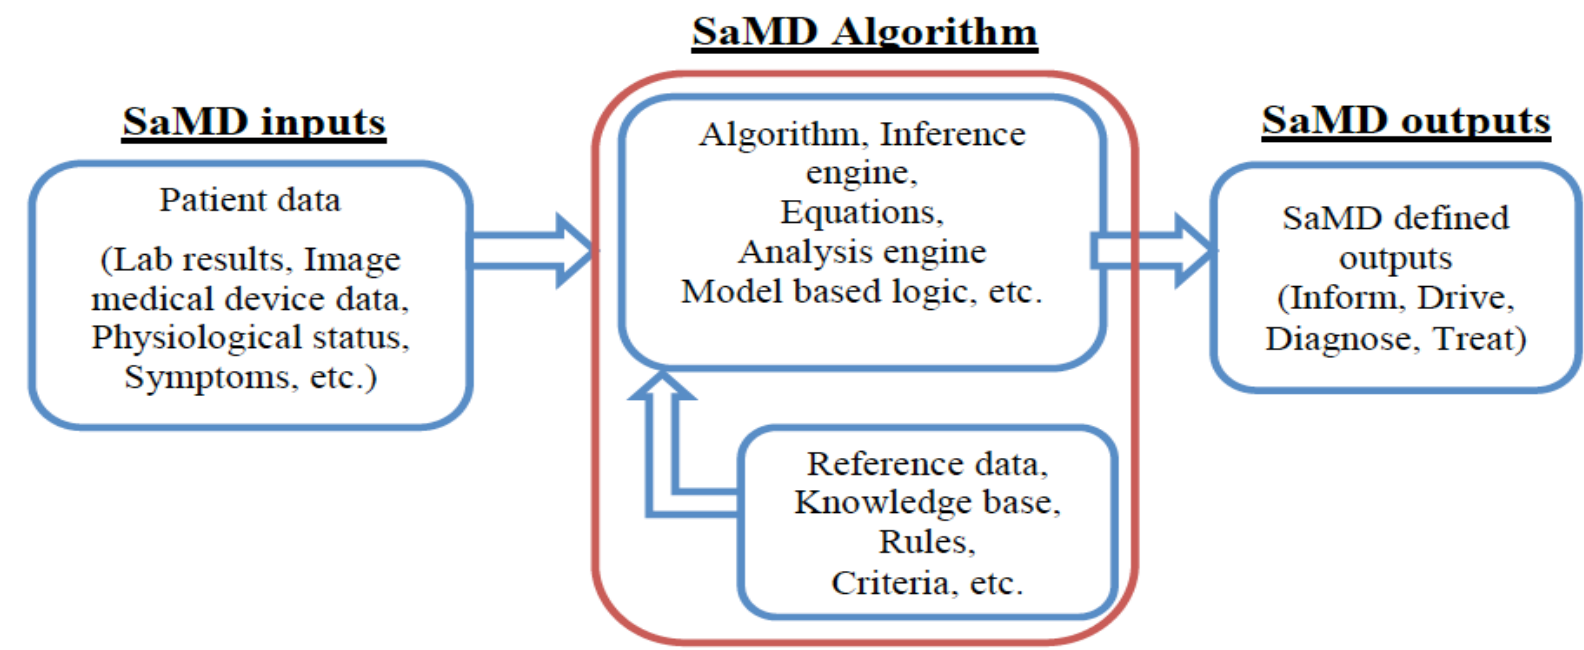 SaMD Algorithm
SaMD inputs
Patient data
(Lab results, Image
medical device data,
Physiological status,
Symptoms, etc.)
Algorithm, Inference
engine,
Equations,
Analysis engine
Model based logic, etc.
Reference data,
Knowledge base,
Rules,
Criteria, etc.
SaMD outputs
SaMD defined
outputs
(Inform, Drive,
Diagnose, Treat)